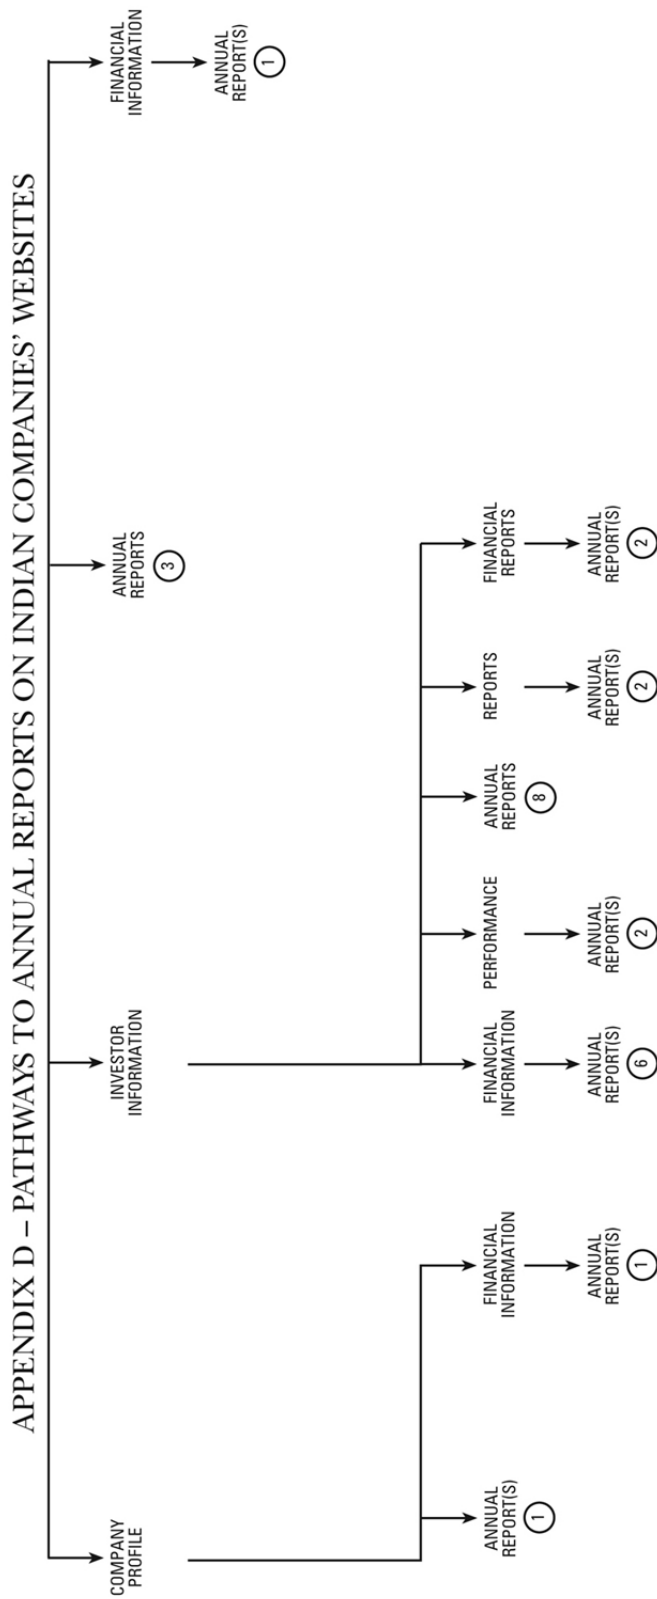 APPENDIX D – PATHWAYS TO ANNUAL REPORTS ON INDIAN COMPANIES’ WEBSITES
COMPANY
PROFILE
INVESTOR
INFORMATION
ANNUAL
REPORTS
3
FINANCIAL
INFORMATION
ANNUAL
REPORT(S)
1
ANNUAL
REPORT(S)
1
FINANCIAL
INFORMATION
ANNUAL
REPORT(S)
1
FINANCIAL
INFORMATION
ANNUAL
REPORT(S)
6
PERFORMANCE
ANNUAL
REPORT(S)
2
ANNUAL
REPORTS
8
REPORTS
ANNUAL
REPORT(S)
2
FINANCIAL
REPORTS
ANNUAL
REPORT(S)
2